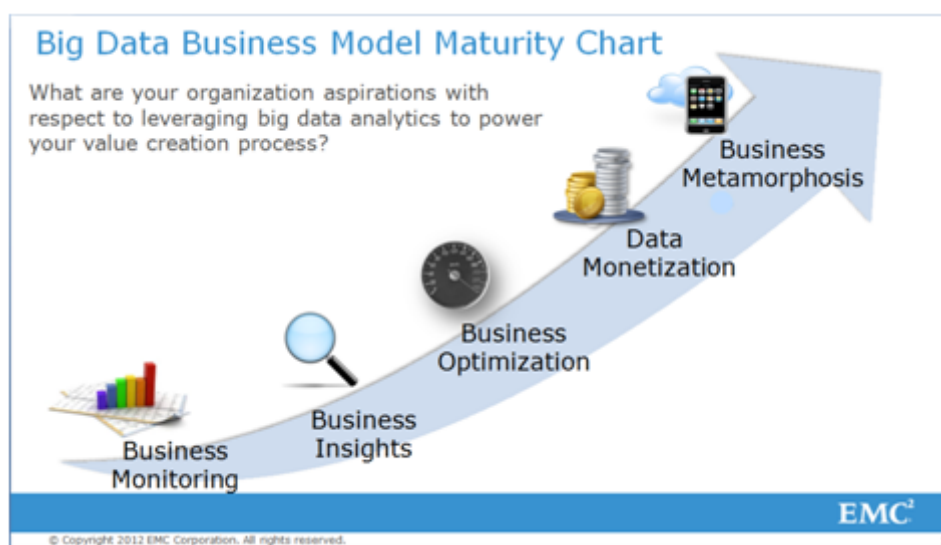 Big Data Business Model Maturity Chart
What are your organization aspirations with
respect to leveraging big data analytics to power
your value creation process?
Business
Metamorphosis
Data
Monetization
Business
Optimization
Business
Insights
Business
Monitoring
EMC²
© Copyright 2012 EMC Corporation. All rights reserved.